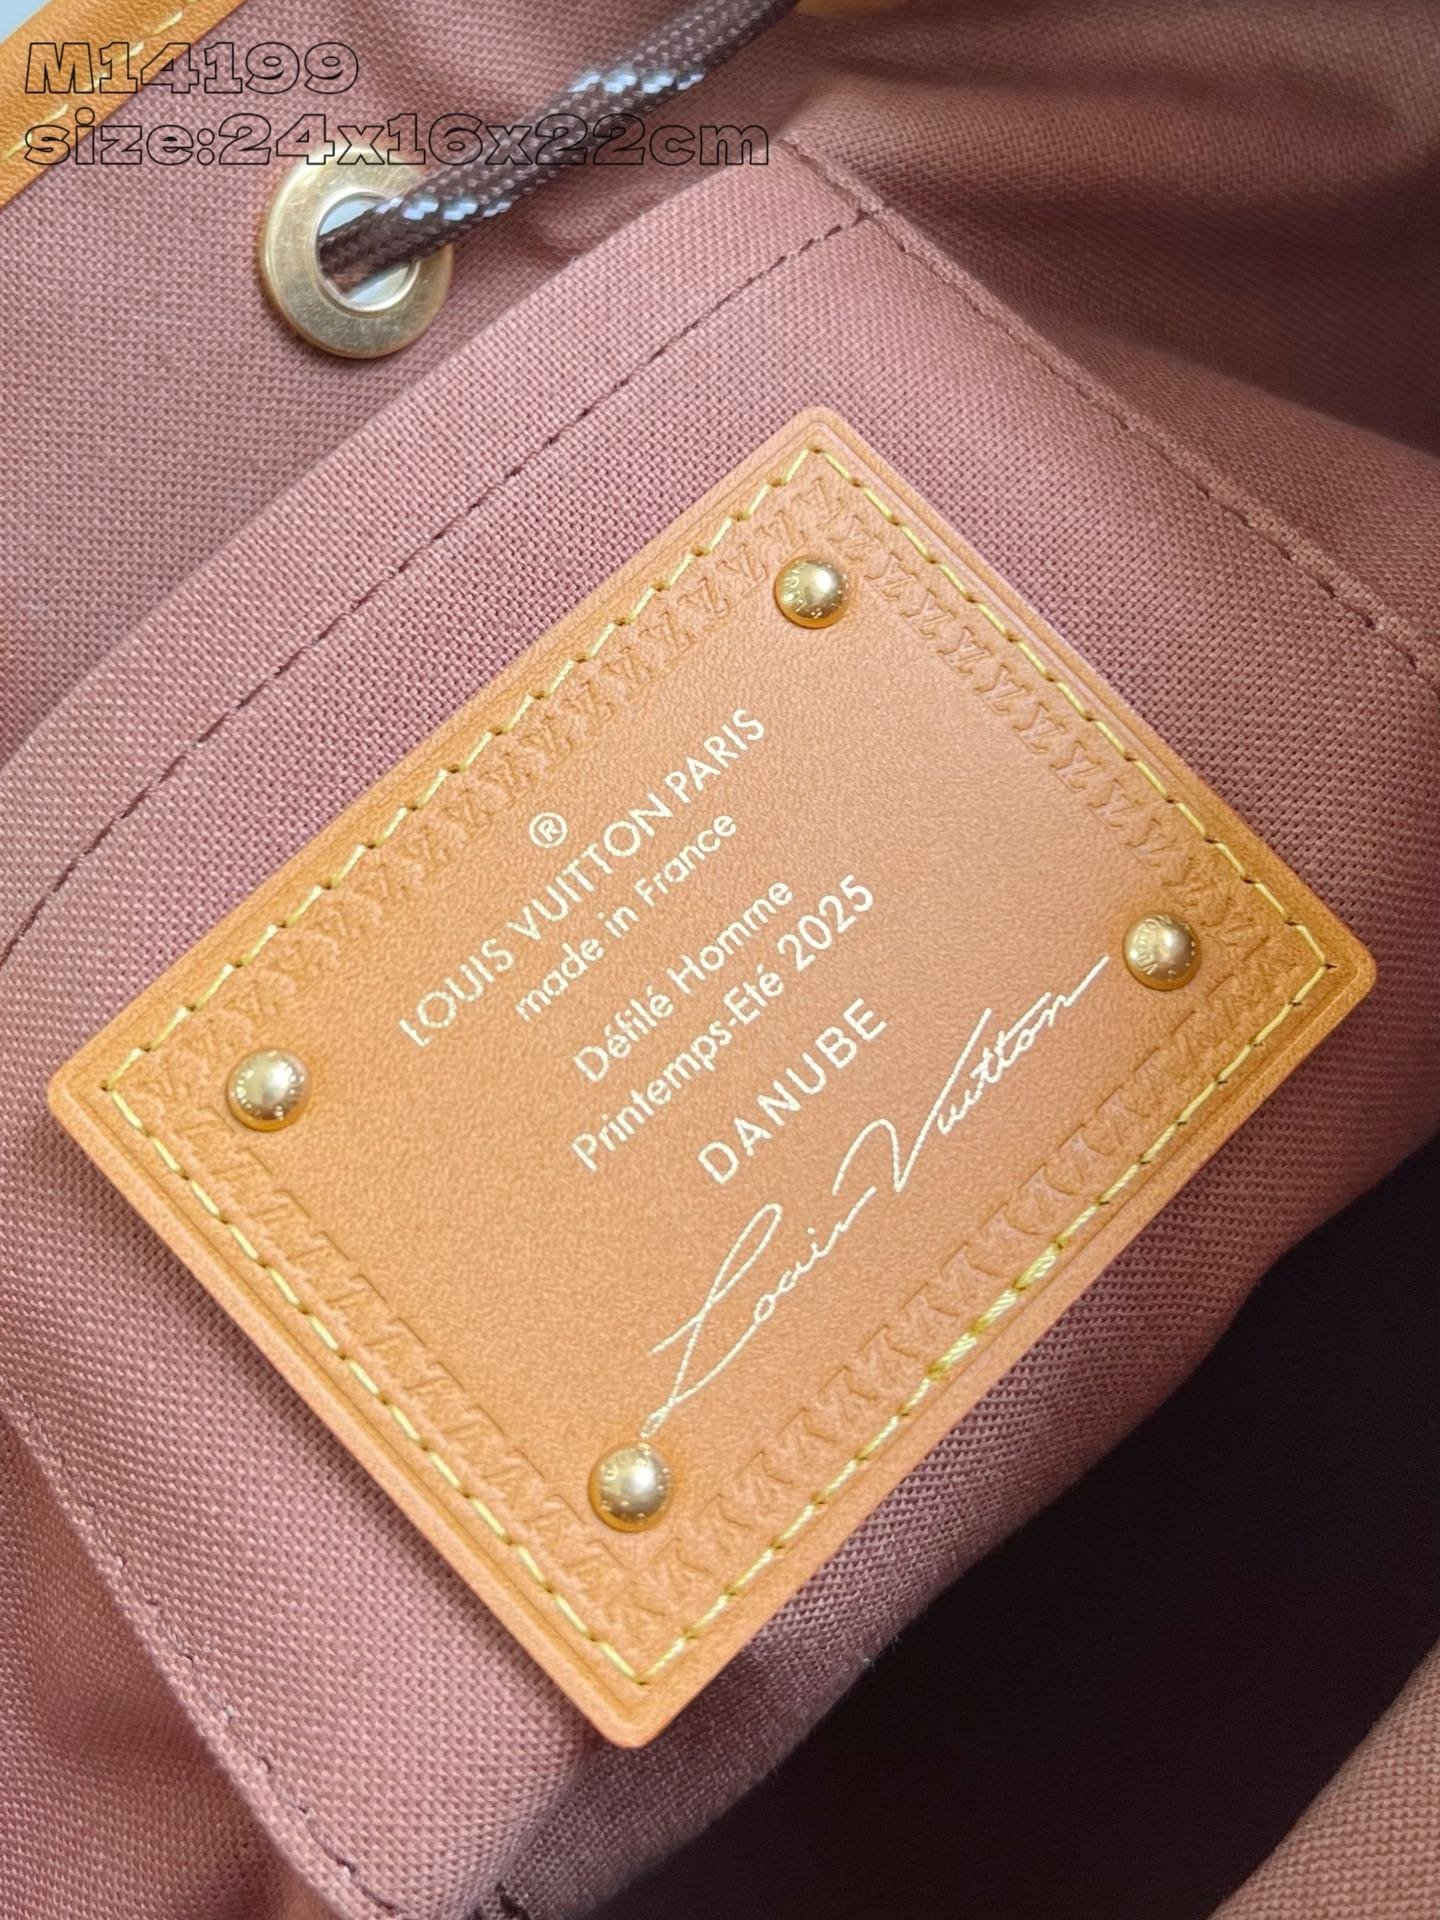 M14199
size:24x16x22cm
®
LOUIS VUITTON PARIS
made in France
Défilé Homme
Printemps-Eté 2025
DANUBE
Louis Vuitton